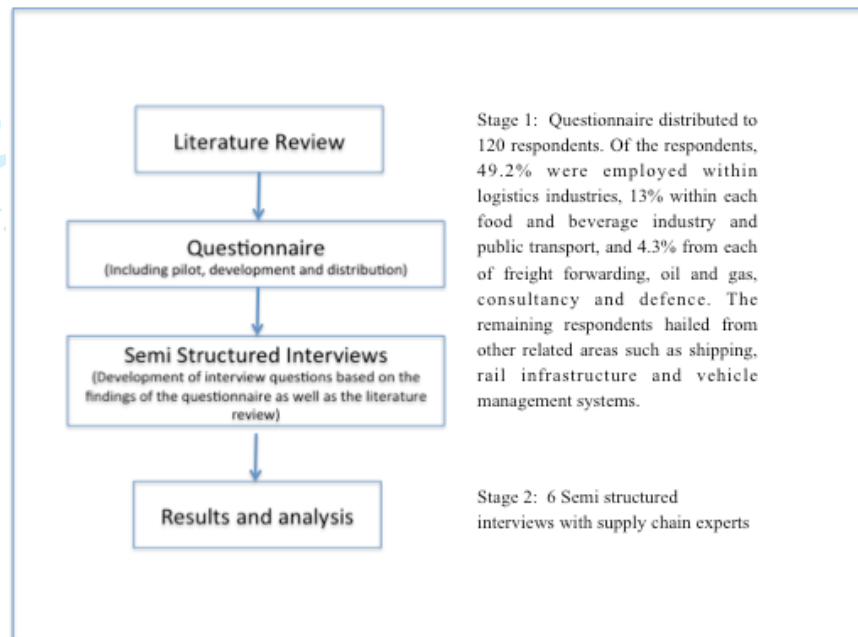 Literature Review
Questionnaire
(Including pilot, development and distribution)
Semi Structured Interviews
(Development of interview questions based on the
findings of the questionnaire as well as the literature
review)
Results and analysis
Stage 1: Questionnaire distributed to
120 respondents. Of the respondents,
49.2% were employed within
logistics industries, 13% within each
food and beverage industry and
public transport, and 4.3% from each
of freight forwarding, oil and gas,
consultancy and defence. The
remaining respondents hailed from
other related areas such as shipping,
rail infrastructure and vehicle
management systems.
Stage 2: 6 Semi structured
interviews with supply chain experts